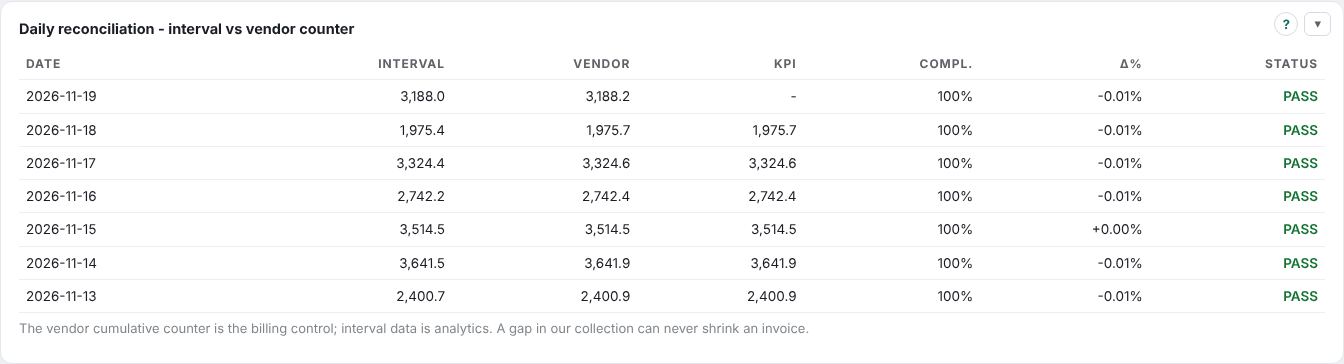 Daily reconciliation - interval vs vendor counter ? ▼
DATE INTERVAL VENDOR KPI COMPL. Δ% STATUS
2026-11-19 3,188.0 3,188.2 - 100% -0.01% PASS
2026-11-18 1,975.4 1,975.7 1,975.7 100% -0.01% PASS
2026-11-17 3,324.4 3,324.6 3,324.6 100% -0.01% PASS
2026-11-16 2,742.2 2,742.4 2,742.4 100% -0.01% PASS
2026-11-15 3,514.5 3,514.5 3,514.5 100% +0.00% PASS
2026-11-14 3,641.5 3,641.9 3,641.9 100% -0.01% PASS
2026-11-13 2,400.7 2,400.9 2,400.9 100% -0.01% PASS
The vendor cumulative counter is the billing control; interval data is analytics. A gap in our collection can never shrink an invoice.